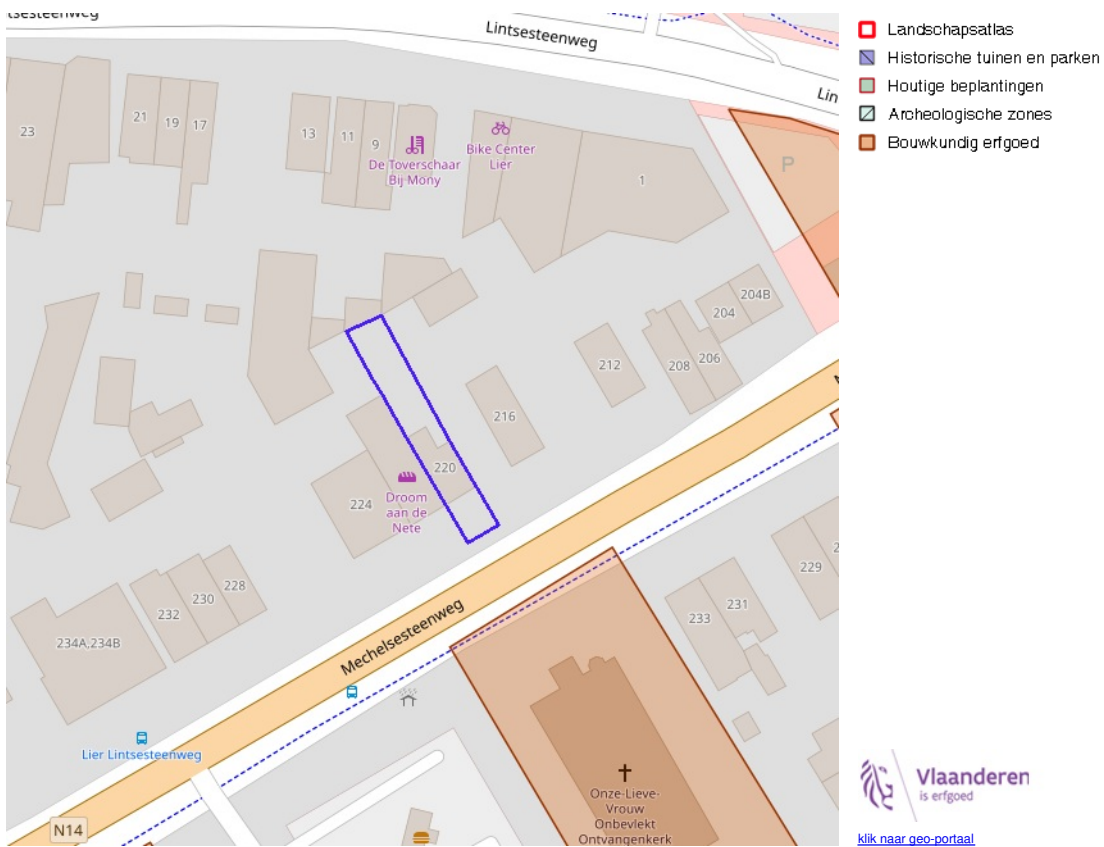 tsesteenweg
Lintsesteenweg
Lin
23
21
19
17
13
11
9
De Toverschaar
Bij Mony
Bike Center
Lier
1
P
204B
204
206
208
212
216
220
224
Droom
aan de
Nete
228
230
232
234A,234B
229
231
233
Mechelsesteenweg
Lier Lintsesteenweg
N14
Onze-Lieve-
Vrouw
Onbevlekt
Ontvangenkerk
Landschapsatlas
Historische tuinen en parken
Houtige beplantingen
Archeologische zones
Bouwkundig erfgoed
Vlaanderen
is erfgoed
klik naar geo-portaal